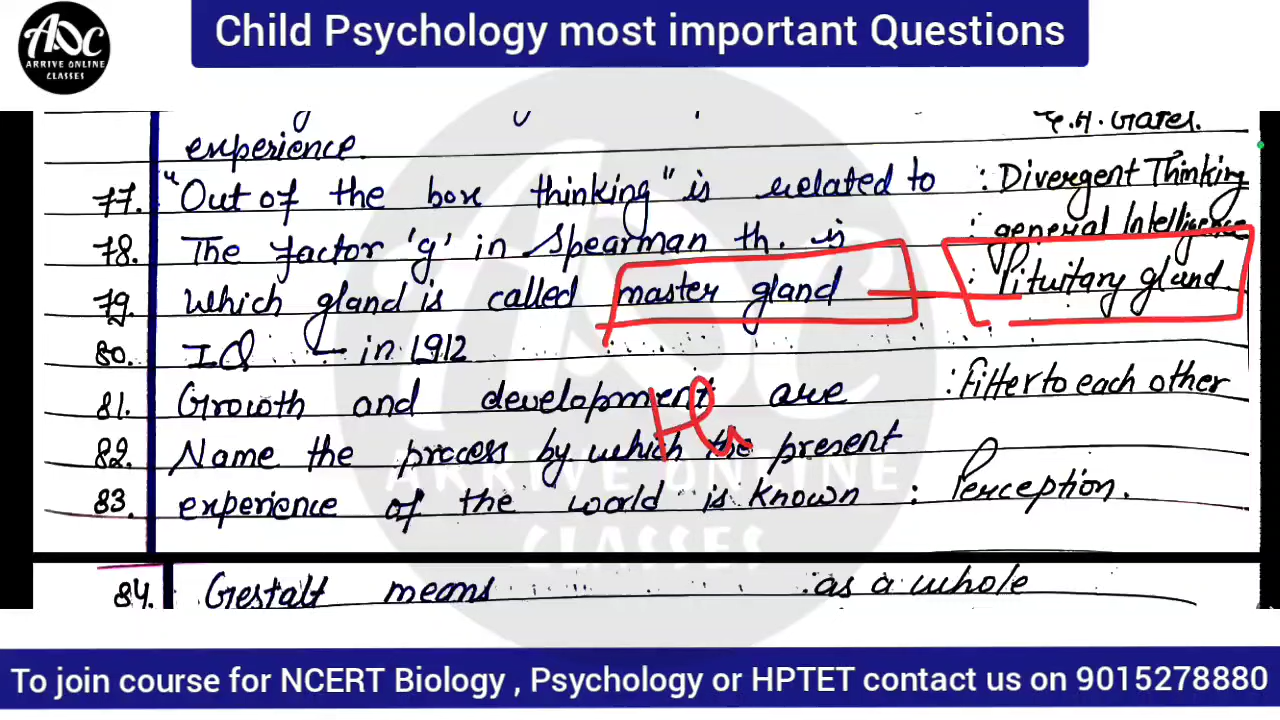 ASC
ARRIVE ONLINE
CLASSES
Child Psychology most important Questions
experience.
77. "Out of the box thinking" is related to : Divergent Thinking
78. The factor 'g' in Spearman th. is : general Intelligence
79. Which gland is called master gland : Pituitary gland
80. IQ in 1912
81. Growth and development are : Fitter to each other
82. Name the process by which the present
83. experience of the world is known : Perception.
84. Gestalt means as a whole
ARRIVE ONLINE
CLASSES
To join course for NCERT Biology , Psychology or HPTET contact us on 9015278880